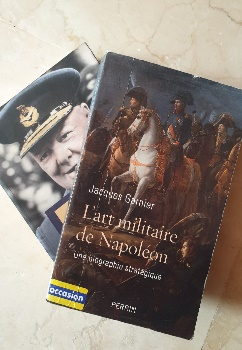 Jacques Garnier
L'art militaire
de Napoléon
une biographie stratégique
occasion
PERRIN